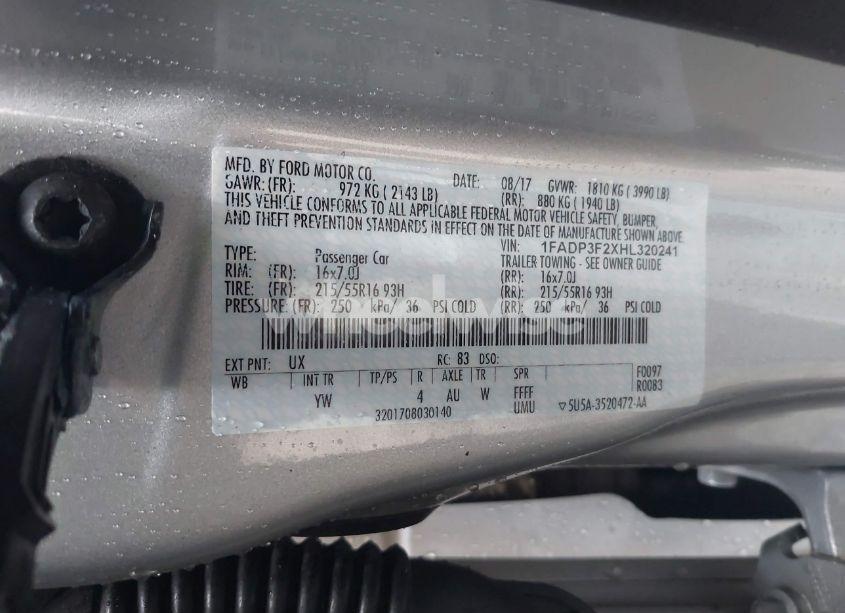 MFD. BY FORD MOTOR CO. DATE: 08/17 GVWR: 1810 KG ( 3990 LB)
GAWR: (FR): 972 KG ( 2143 LB) (RR): 880 KG ( 1940 LB)
THIS VEHICLE CONFORMS TO ALL APPLICABLE FEDERAL MOTOR VEHICLE SAFETY, BUMPER,
AND THEFT PREVENTION STANDARDS IN EFFECT ON THE DATE OF MANUFACTURE SHOWN ABOVE.
VIN: 1FADP3F2XHL320241
TYPE: Passenger Car TRAILER TOWING - SEE OWNER GUIDE
RIM: (FR): 16x7.0J (RR): 16x7.0J
TIRE: (FR): 215/55R16 93H (RR): 215/55R16 93H
PRESSURE: (FR): 250 kPa/ 36 PSI COLD (RR): 250 kPa/ 36 PSI COLD
EXT PNT: UX RC: 83 DSO: F0097
WB INT TR TP/PS R AXLE TR SPR R0083
YW 4 AU W FFFF
3201708030140 UMU ▽5U5A-3520472-AA